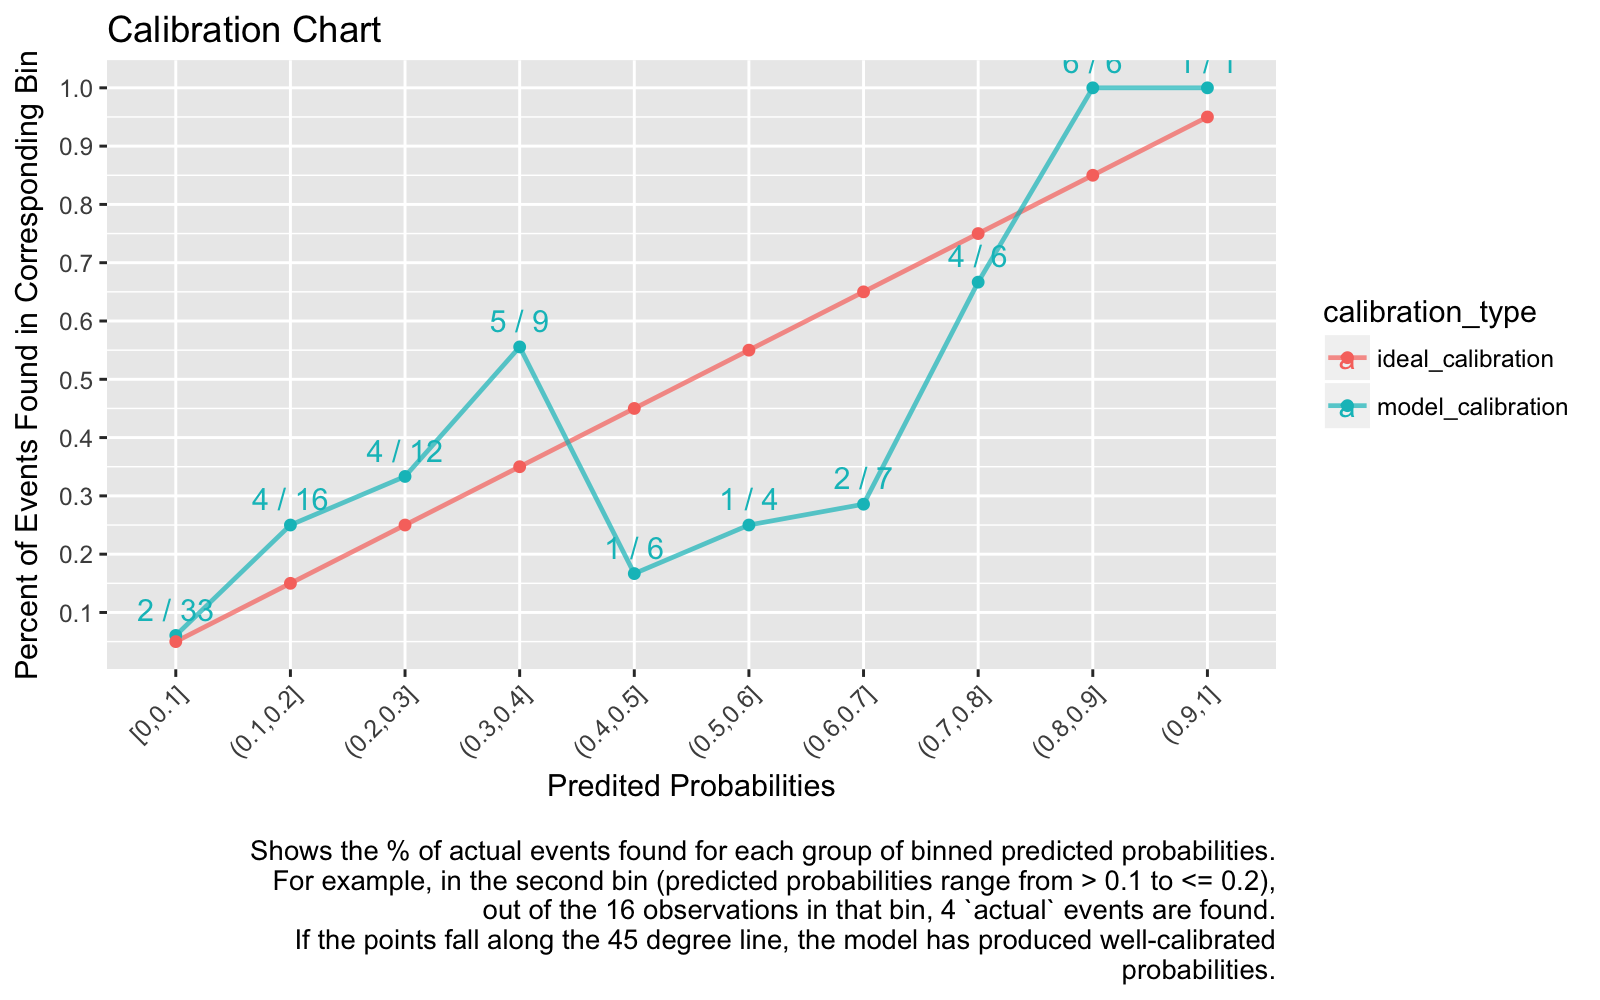 Calibration Chart
Percent of Events Found in Corresponding Bin
1.0
0.9
0.8
0.7
0.6
0.5
0.4
0.3
0.2
0.1
2 / 33
4 / 16
4 / 12
5 / 9
1 / 6
1 / 4
2 / 7
4 / 6
6 / 6
1 / 1
[0,0.1]
(0.1,0.2]
(0.2,0.3]
(0.3,0.4]
(0.4,0.5]
(0.5,0.6]
(0.6,0.7]
(0.7,0.8]
(0.8,0.9]
(0.9,1]
Predited Probabilities
calibration_type
a ideal_calibration
a model_calibration
Shows the % of actual events found for each group of binned predicted probabilities.
For example, in the second bin (predicted probabilities range from > 0.1 to <= 0.2),
out of the 16 observations in that bin, 4 `actual` events are found.
If the points fall along the 45 degree line, the model has produced well-calibrated
probabilities.